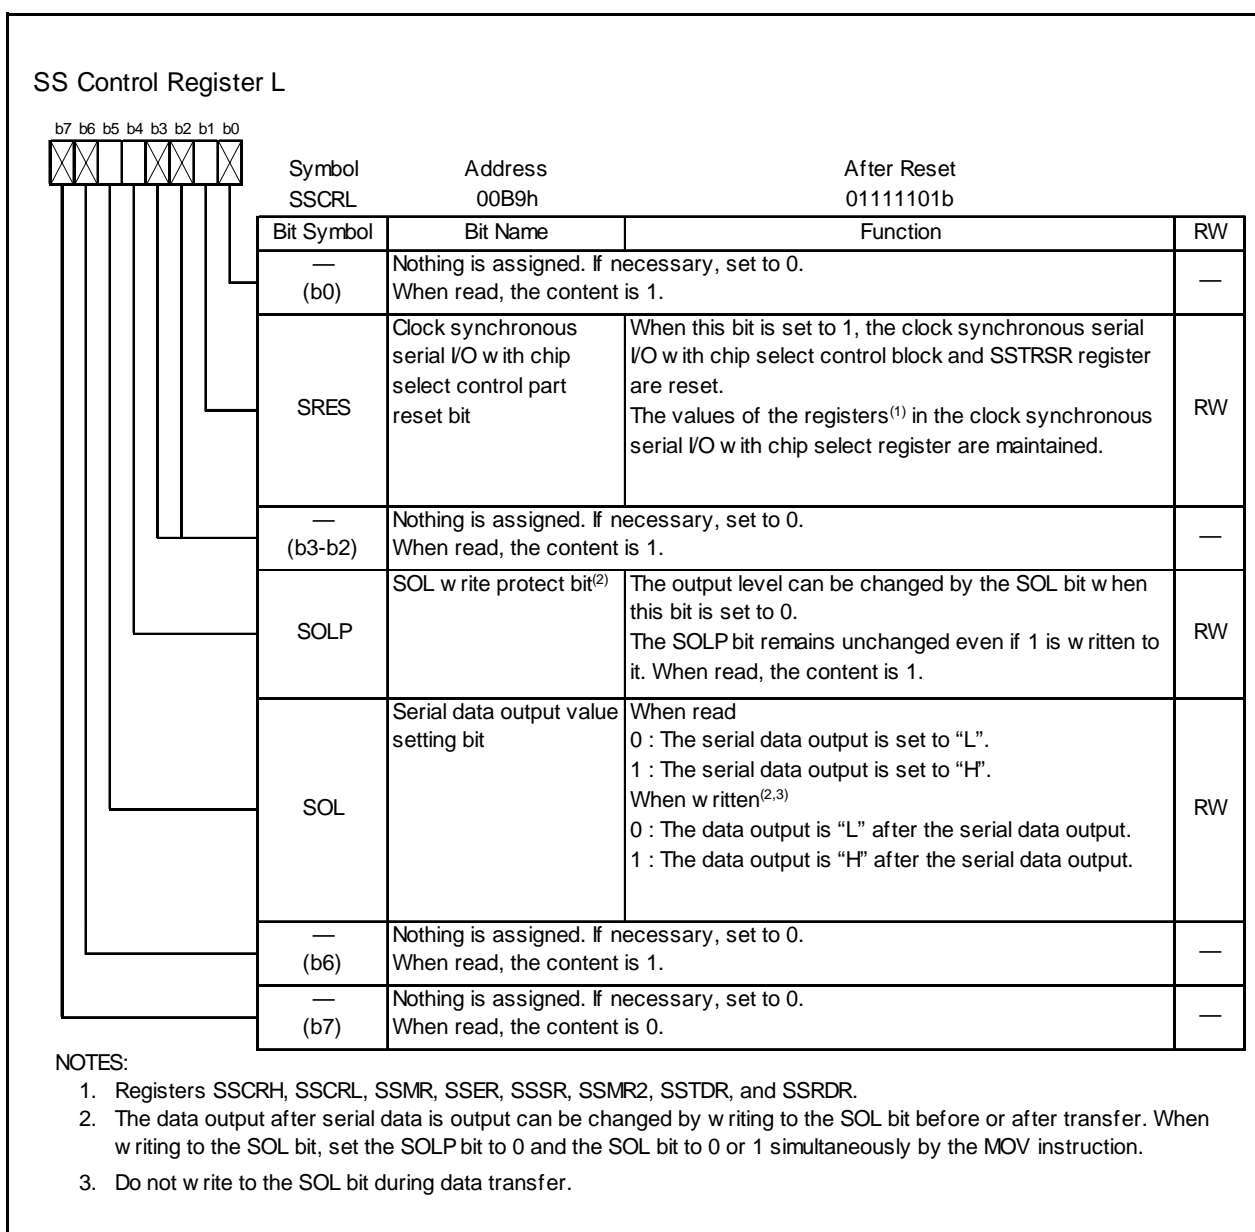 SS Control Register L
b7 b6 b5 b4 b3 b2 b1 b0
Symbol Address After Reset
SSCRL 00B9h 01111101b
Bit Symbol Bit Name Function RW
—
(b0)
Nothing is assigned. If necessary, set to 0.
When read, the content is 1.
—
SRES
Clock synchronous
serial I/O with chip
select control part
reset bit
When this bit is set to 1, the clock synchronous serial
I/O with chip select control block and SSTRSR register
are reset.
The values of the registers(1) in the clock synchronous
serial I/O with chip select register are maintained.
RW
—
(b3-b2)
Nothing is assigned. If necessary, set to 0.
When read, the content is 1.
—
SOLP
SOL write protect bit(2)
The output level can be changed by the SOL bit when
this bit is set to 0.
The SOLP bit remains unchanged even if 1 is written to
it. When read, the content is 1.
RW
SOL
Serial data output value
setting bit
When read
0 : The serial data output is set to “L”.
1 : The serial data output is set to “H”.
When written(2,3)
0 : The data output is “L” after the serial data output.
1 : The data output is “H” after the serial data output.
RW
—
(b6)
Nothing is assigned. If necessary, set to 0.
When read, the content is 1.
—
—
(b7)
Nothing is assigned. If necessary, set to 0.
When read, the content is 0.
—
NOTES:
1. Registers SSCRH, SSCRL, SSMR, SSER, SSSR, SSMR2, SSTDR, and SSRDR.
2. The data output after serial data is output can be changed by writing to the SOL bit before or after transfer. When
writing to the SOL bit, set the SOLP bit to 0 and the SOL bit to 0 or 1 simultaneously by the MOV instruction.
3. Do not write to the SOL bit during data transfer.